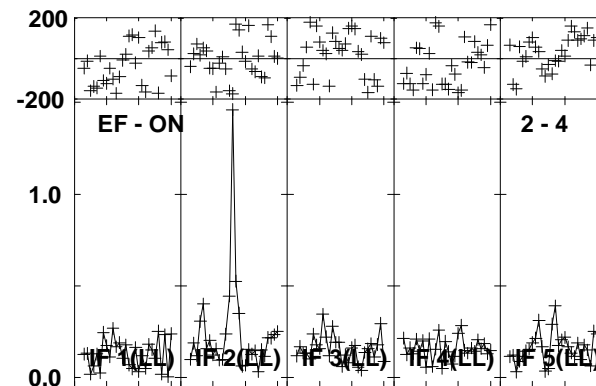 200
-200
EF - ON 2 - 4
1.0
0.0
IF 1(LL) IF 2(LL) IF 3(LL) IF 4(LL) IF 5(LL)